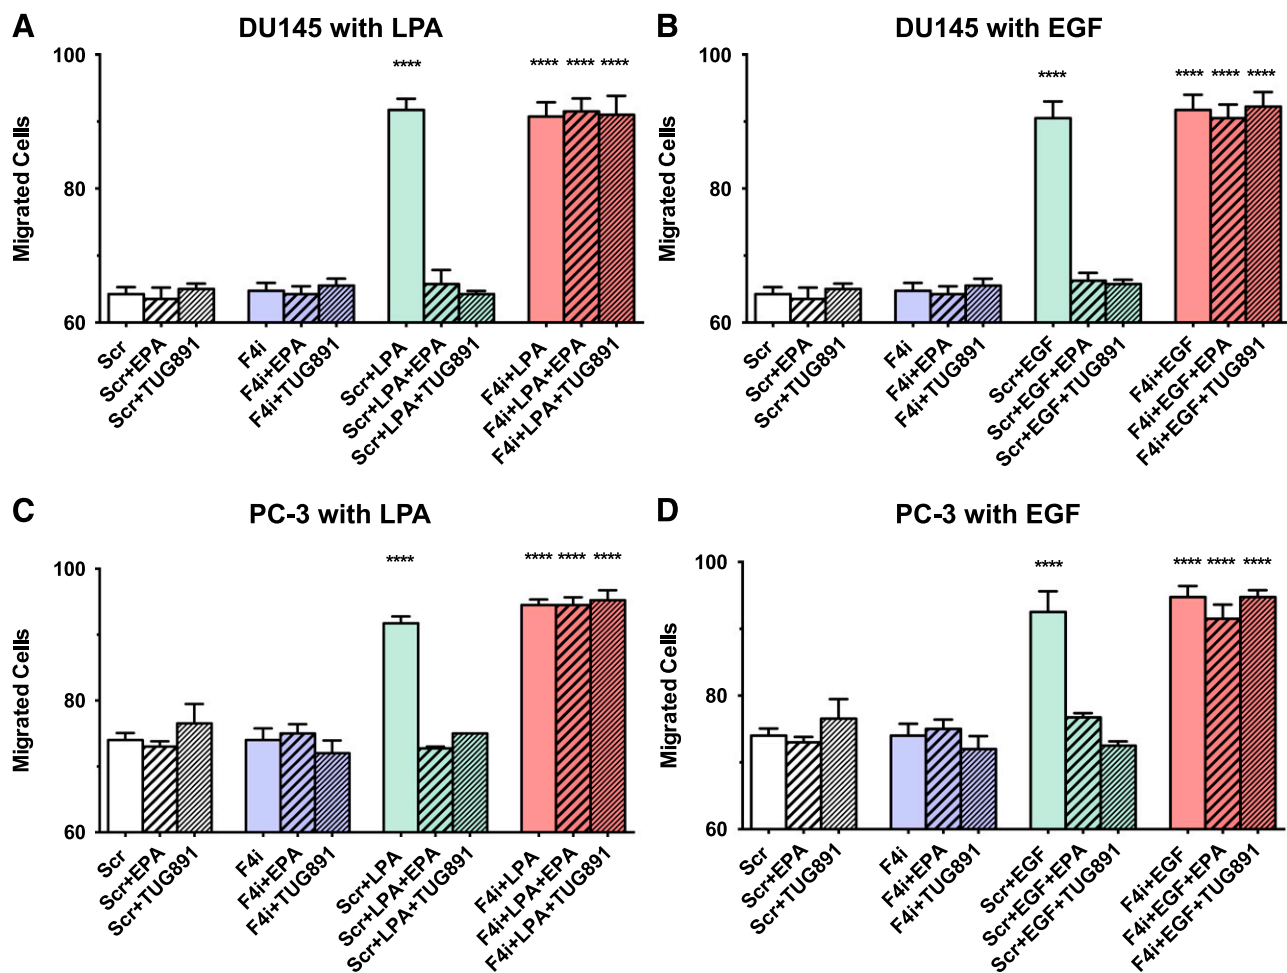 A
DU145 with LPA
Migrated Cells
100
80
60
****
**** **** ****
Scr
Scr+EPA
Scr+TUG891
F4i
F4i+EPA
F4i+TUG891
Scr+LPA
Scr+LPA+EPA
Scr+LPA+TUG891
F4i+LPA
F4i+LPA+EPA
F4i+LPA+TUG891
B
DU145 with EGF
Migrated Cells
100
80
60
****
**** **** ****
Scr
Scr+EPA
Scr+TUG891
F4i
F4i+EPA
F4i+TUG891
Scr+EGF
Scr+EGF+EPA
Scr+EGF+TUG891
F4i+EGF
F4i+EGF+EPA
F4i+EGF+TUG891
C
PC-3 with LPA
Migrated Cells
100
80
60
****
**** **** ****
Scr
Scr+EPA
Scr+TUG891
F4i
F4i+EPA
F4i+TUG891
Scr+LPA
Scr+LPA+EPA
Scr+LPA+TUG891
F4i+LPA
F4i+LPA+EPA
F4i+LPA+TUG891
D
PC-3 with EGF
Migrated Cells
100
80
60
****
**** **** ****
Scr
Scr+EPA
Scr+TUG891
F4i
F4i+EPA
F4i+TUG891
Scr+EGF
Scr+EGF+EPA
Scr+EGF+TUG891
F4i+EGF
F4i+EGF+EPA
F4i+EGF+TUG891